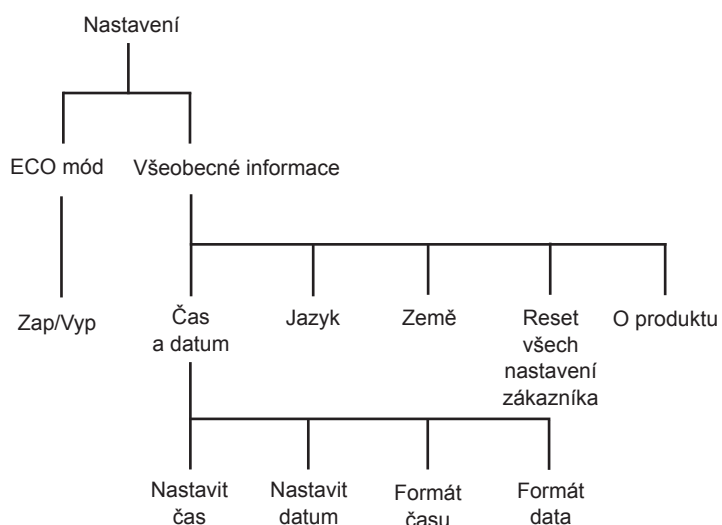 Nastavení
ECO mód
Všeobecné informace
Zap/Vyp
Čas
a datum
Jazyk
Země
Reset
všech
nastavení
zákazníka
O produktu
Nastavit
čas
Nastavit
datum
Formát
času
Formát
data